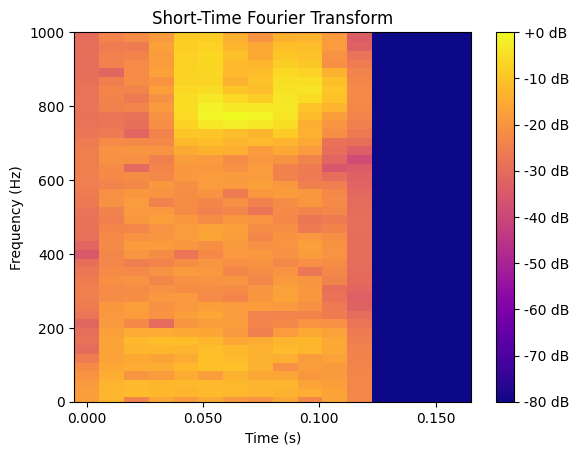 Short-Time Fourier Transform
Frequency (Hz)
1000
800
600
400
200
0
0.000
0.050
0.100
0.150
Time (s)
+0 dB
-10 dB
-20 dB
-30 dB
-40 dB
-50 dB
-60 dB
-70 dB
-80 dB